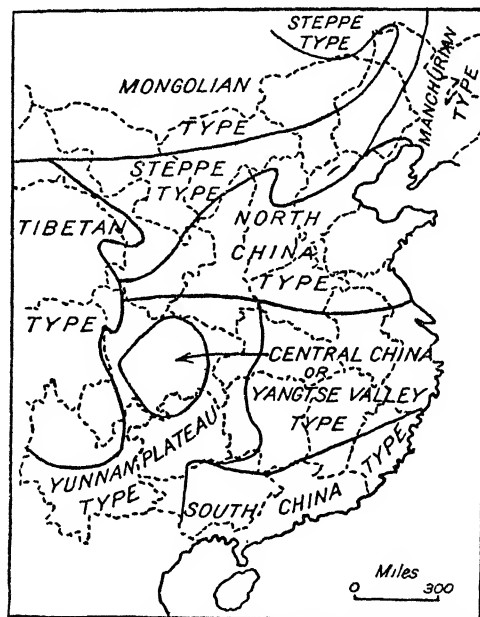 STEPPE
TYPE
MONGOLIAN
TYPE
MANCHURIAN
TYPE
STEPPE
TYPE
TIBETAN
TYPE
NORTH
CHINA
TYPE
CENTRAL CHINA
OR
YANGTSE VALLEY
TYPE
YUNNAN PLATEAU
TYPE
SOUTH CHINA TYPE
Miles
0 300